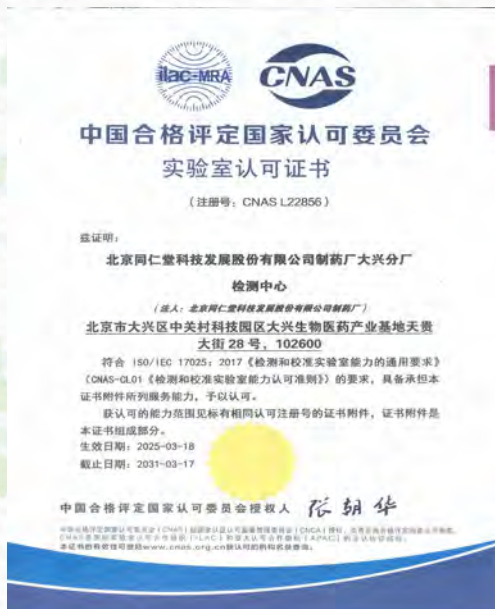 ilac-MRA
CNAS
中国合格评定国家认可委员会
实验室认可证书
（注册号：CNAS L22856）
兹证明：
北京同仁堂科技发展股份有限公司制药厂大兴分厂
检测中心
（法人：北京同仁堂科技发展股份有限公司制药厂）
北京市大兴区中关村科技园区大兴生物医药产业基地天贵
大街 28 号，102600
符合 ISO/IEC 17025：2017《检测和校准实验室能力的通用要求》
（CNAS-CL01《检测和校准实验室能力认可准则》）的要求，具备承担本
证书附件所列服务能力，予以认可。
获认可的能力范围见标有相同认可注册号的证书附件，证书附件是
本证书组成部分。
生效日期：2025-03-18
截止日期：2031-03-17
中国合格评定国家认可委员会授权人 张朝华
本证书的有效性可登陆www.cnas.org.cn获认可的机构名录查询。